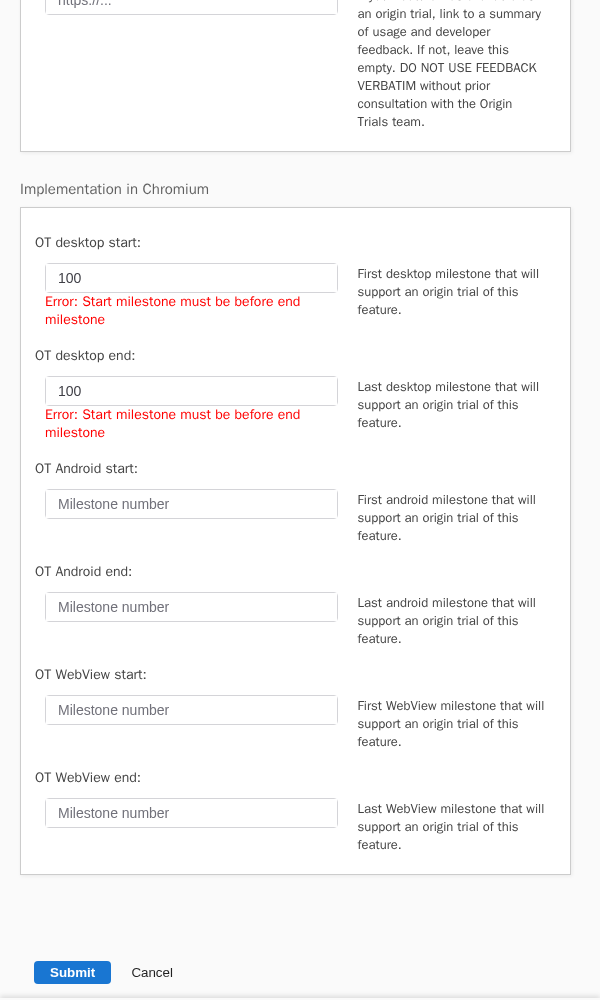 https://...
an origin trial, link to a summary
of usage and developer
feedback. If not, leave this
empty. DO NOT USE FEEDBACK
VERBATIM without prior
consultation with the Origin
Trials team.
Implementation in Chromium
OT desktop start:
100
Error: Start milestone must be before end
milestone
First desktop milestone that will
support an origin trial of this
feature.
OT desktop end:
100
Error: Start milestone must be before end
milestone
Last desktop milestone that will
support an origin trial of this
feature.
OT Android start:
Milestone number
First android milestone that will
support an origin trial of this
feature.
OT Android end:
Milestone number
Last android milestone that will
support an origin trial of this
feature.
OT WebView start:
Milestone number
First WebView milestone that will
support an origin trial of this
feature.
OT WebView end:
Milestone number
Last WebView milestone that will
support an origin trial of this
feature.
Submit
Cancel